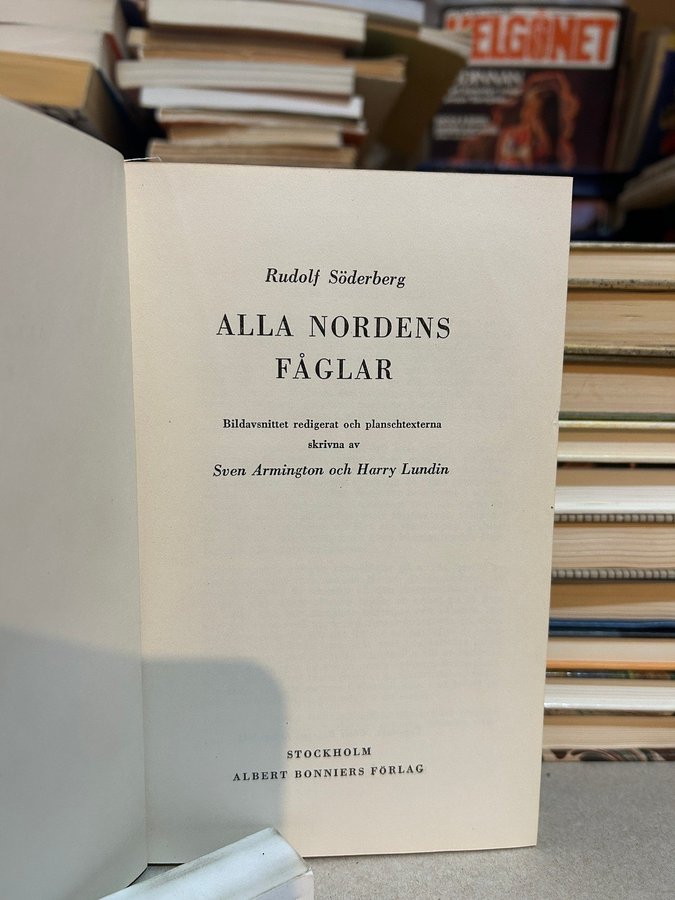 HELGONET
Rudolf Söderberg
ALLA NORDENS
FÅGLAR
Bildavsnittet redigerat och planschtexterna
skrivna av
Sven Armington och Harry Lundin
STOCKHOLM
ALBERT BONNIERS FÖRLAG